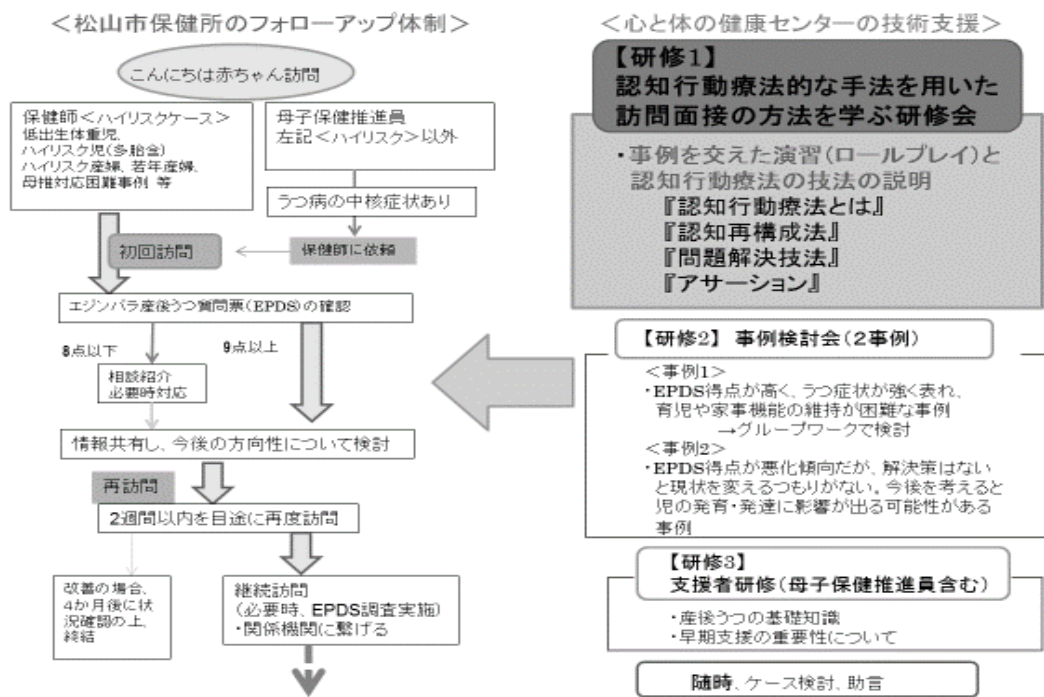 ＜松山市保健所のフォローアップ体制＞
こんにちは赤ちゃん訪問
保健師＜ハイリスクケース＞
低出生体重児、
ハイリスク児(多胎含)
ハイリスク産婦、若年産婦、
母推対応困難事例 等
母子保健推進員
左記＜ハイリスク＞以外
うつ病の中核症状あり
初回訪問
保健師に依頼
エジンバラ産後うつ質問票(EPDS)の確認
8点以下
9点以上
相談紹介
必要時対応
情報共有し、今後の方向性について検討
再訪問
2週間以内を目途に再度訪問
改善の場合、
4か月後に状
況確認の上、
終結
継続訪問
(必要時、EPDS調査実施)
・関係機関に繋げる
＜心と体の健康センターの技術支援＞
【研修1】
認知行動療法的な手法を用いた
訪問面接の方法を学ぶ研修会
・事例を交えた演習(ロールプレイ)と
認知行動療法の技法の説明
『認知行動療法とは』
『認知再構成法』
『問題解決技法』
『アサーション』
【研修2】 事例検討会(2事例)
＜事例1＞
・EPDS得点が高く、うつ症状が強く表れ、
育児や家事機能の維持が困難な事例
→グループワークで検討
＜事例2＞
・EPDS得点が悪化傾向だが、解決策はない
と現状を変えるつもりがない。今後を考えると
児の発育・発達に影響が出る可能性がある
事例
【研修3】
支援者研修(母子保健推進員含む)
・産後うつの基礎知識
・早期支援の重要性について
随時、ケース検討、助言